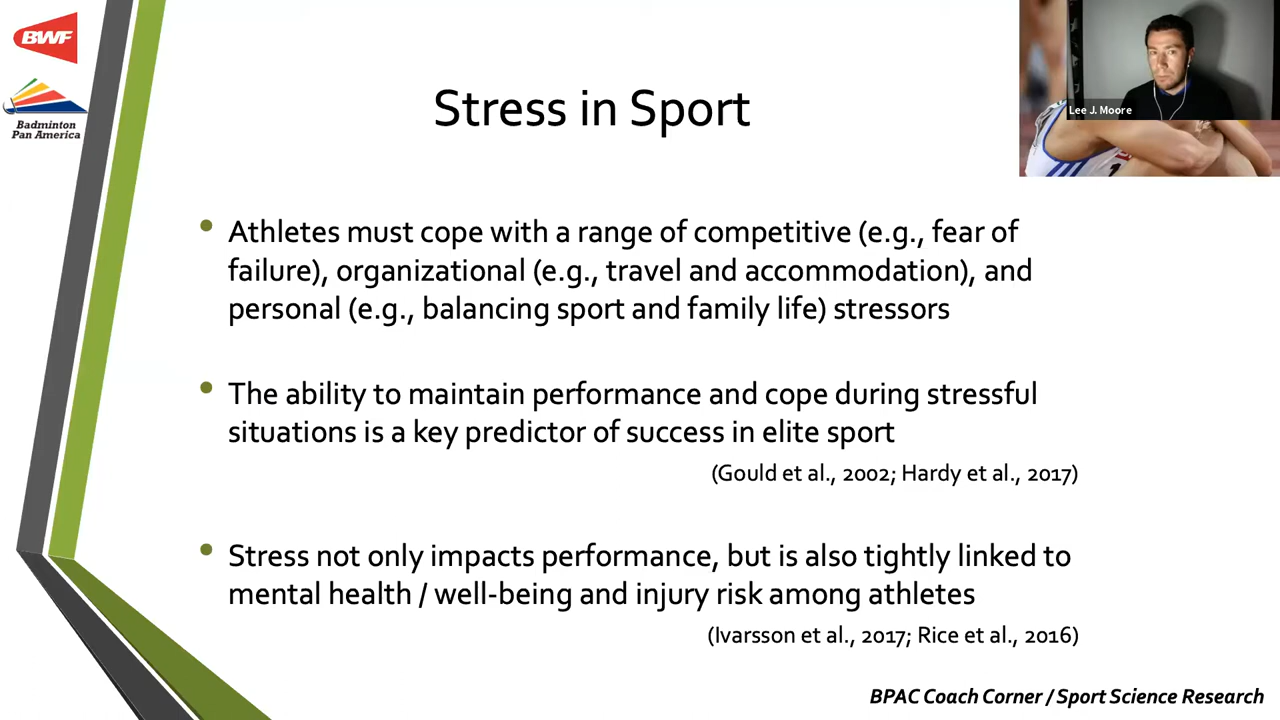 BWF
Badminton
Pan America
Stress in Sport
Lee J. Moore
• Athletes must cope with a range of competitive (e.g., fear of
failure), organizational (e.g., travel and accommodation), and
personal (e.g., balancing sport and family life) stressors
• The ability to maintain performance and cope during stressful
situations is a key predictor of success in elite sport
(Gould et al., 2002; Hardy et al., 2017)
• Stress not only impacts performance, but is also tightly linked to
mental health / well-being and injury risk among athletes
(Ivarsson et al., 2017; Rice et al., 2016)
BPAC Coach Corner / Sport Science Research